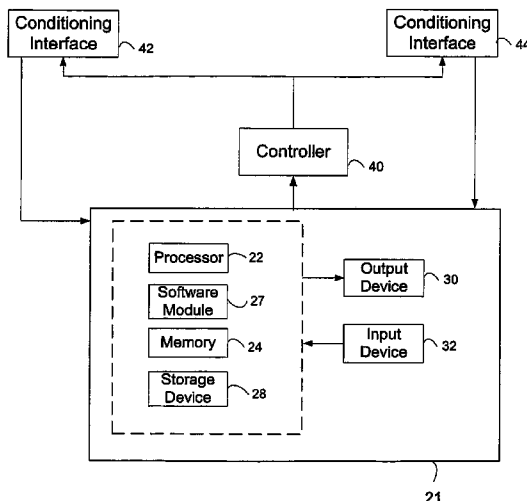 Conditioning
Interface
42
Conditioning
Interface
44
Controller
40
Processor
22
Software
Module
27
Memory
24
Storage
Device
28
Output
Device
30
Input
Device
32
21